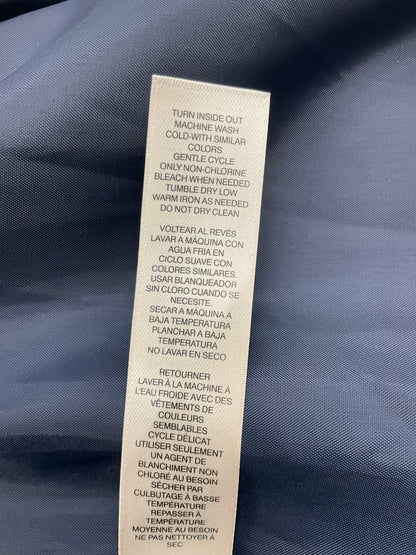 TURN INSIDE OUT
MACHINE WASH
COLD-WITH SIMILAR
COLORS
GENTLE CYCLE
ONLY NON-CHLORINE
BLEACH WHEN NEEDED
TUMBLE DRY LOW
WARM IRON AS NEEDED
DO NOT DRY CLEAN
VOLTEAR AL REVÉS
LAVAR A MÁQUINA CON
AGUA FRIA EN
CICLO SUAVE CON
COLORES SIMILARES
USAR BLANQUEADOR
SIN CLORO CUANDO SE
NECESITE.
SECAR A MÁQUINA A
BAJA TEMPERATURA
PLANCHAR A BAJA
TEMPERATURA
NO LAVAR EN SECO
RETOURNER
LAVER À LA MACHINE À
L'EAU FROIDE AVEC DES
VÊTEMENTS DE
COULEURS
SEMBLABLES
CYCLE DÉLICAT
UTILISER SEULEMENT
UN AGENT DE
BLANCHIMENT NON
CHLORÉ AU BESOIN
SÉCHER PAR
CULBUTAGE À BASSE
TEMPÉRATURE
REPASSER À
TEMPÉRATURE
MOYENNE AU BESOIN
NE PAS NETTOYER À
SEC